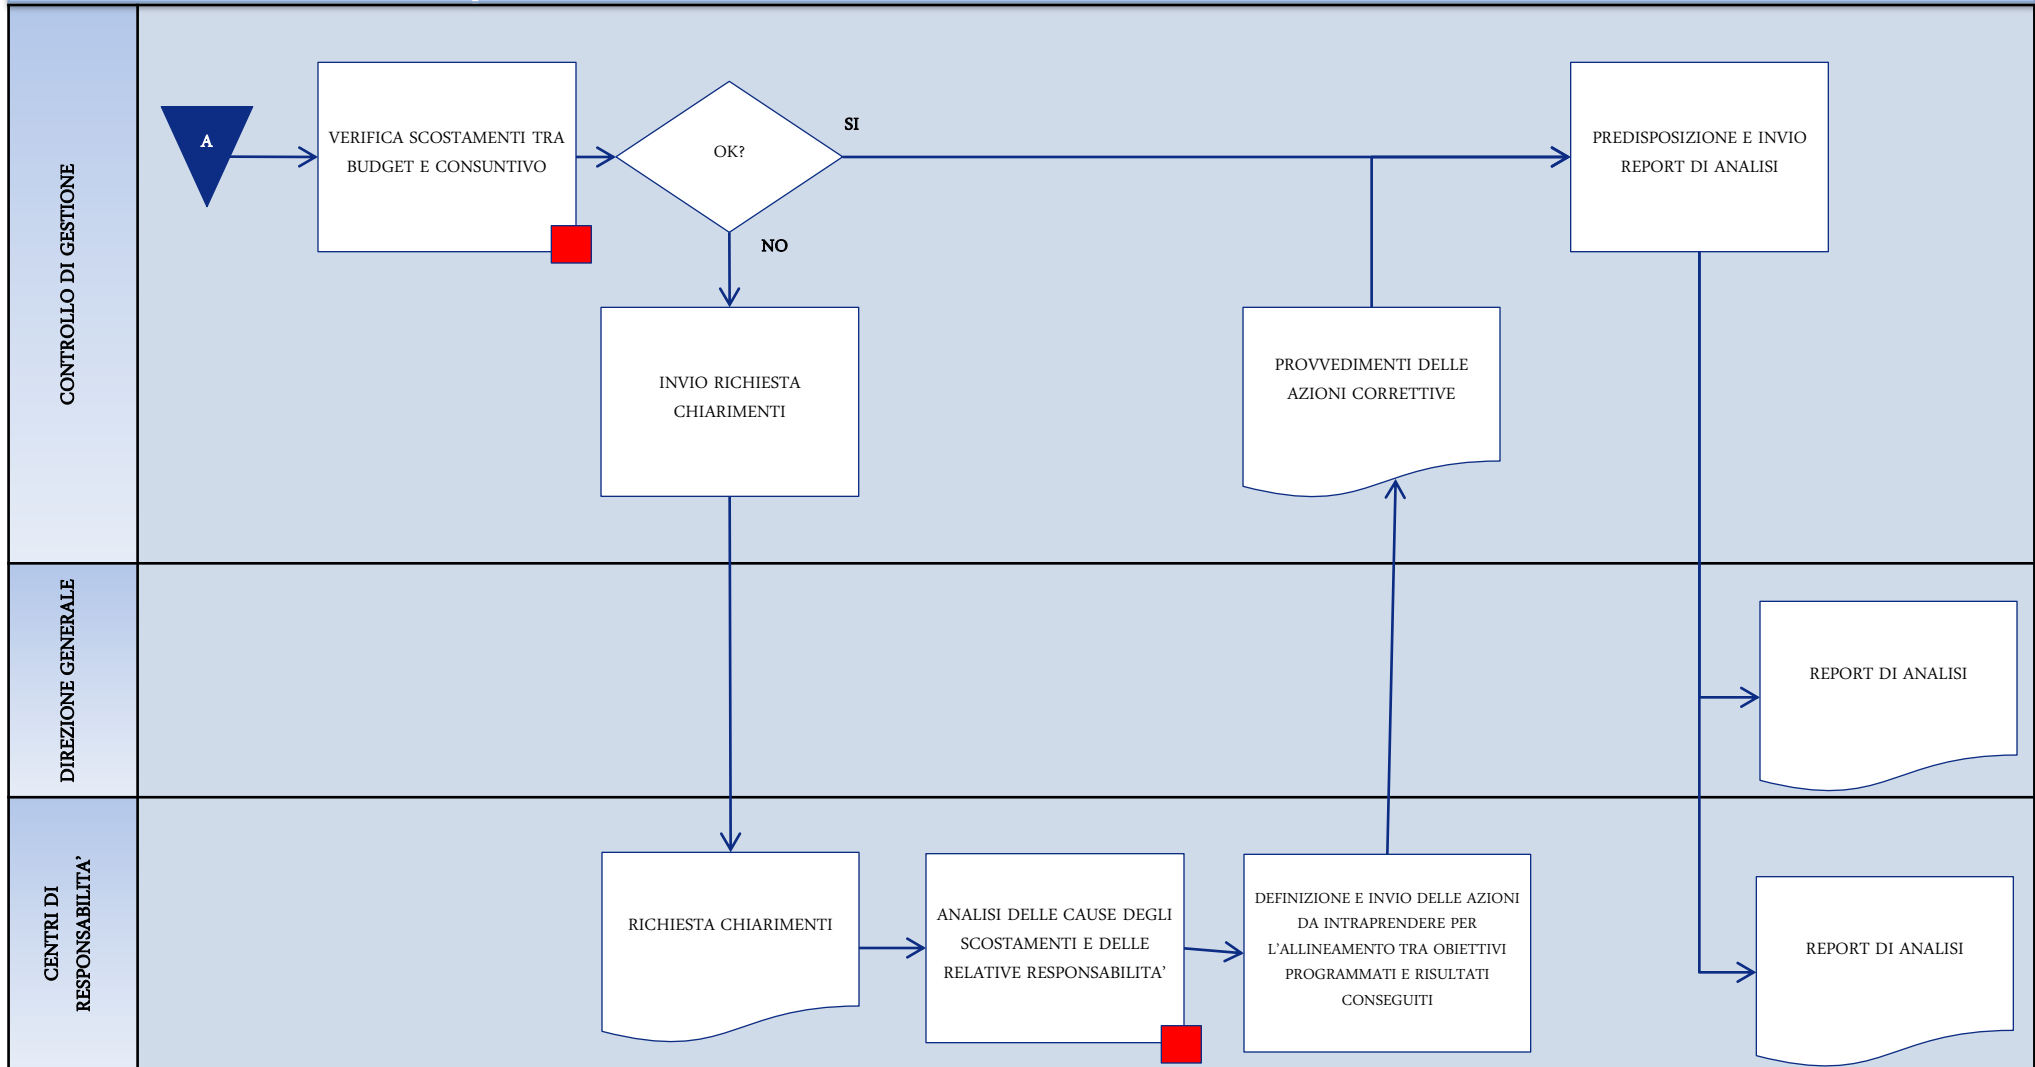 CONTROLLO DI GESTIONE
A
VERIFICA SCOSTAMENTI TRA
BUDGET E CONSUNTIVO
OK?
SI
NO
PREDISPOSIZIONE E INVIO
REPORT DI ANALISI
INVIO RICHIESTA
CHIARIMENTI
PROVVEDIMENTI DELLE
AZIONI CORRETTIVE
DIREZIONE GENERALE
REPORT DI ANALISI
CENTRI DI
RESPONSABILITA’
RICHIESTA CHIARIMENTI
ANALISI DELLE CAUSE DEGLI
SCOSTAMENTI E DELLE
RELATIVE RESPONSABILITA’
DEFINIZIONE E INVIO DELLE AZIONI
DA INTRAPRENDERE PER
L’ALLINEAMENTO TRA OBIETTIVI
PROGRAMMATI E RISULTATI
CONSEGUITI
REPORT DI ANALISI